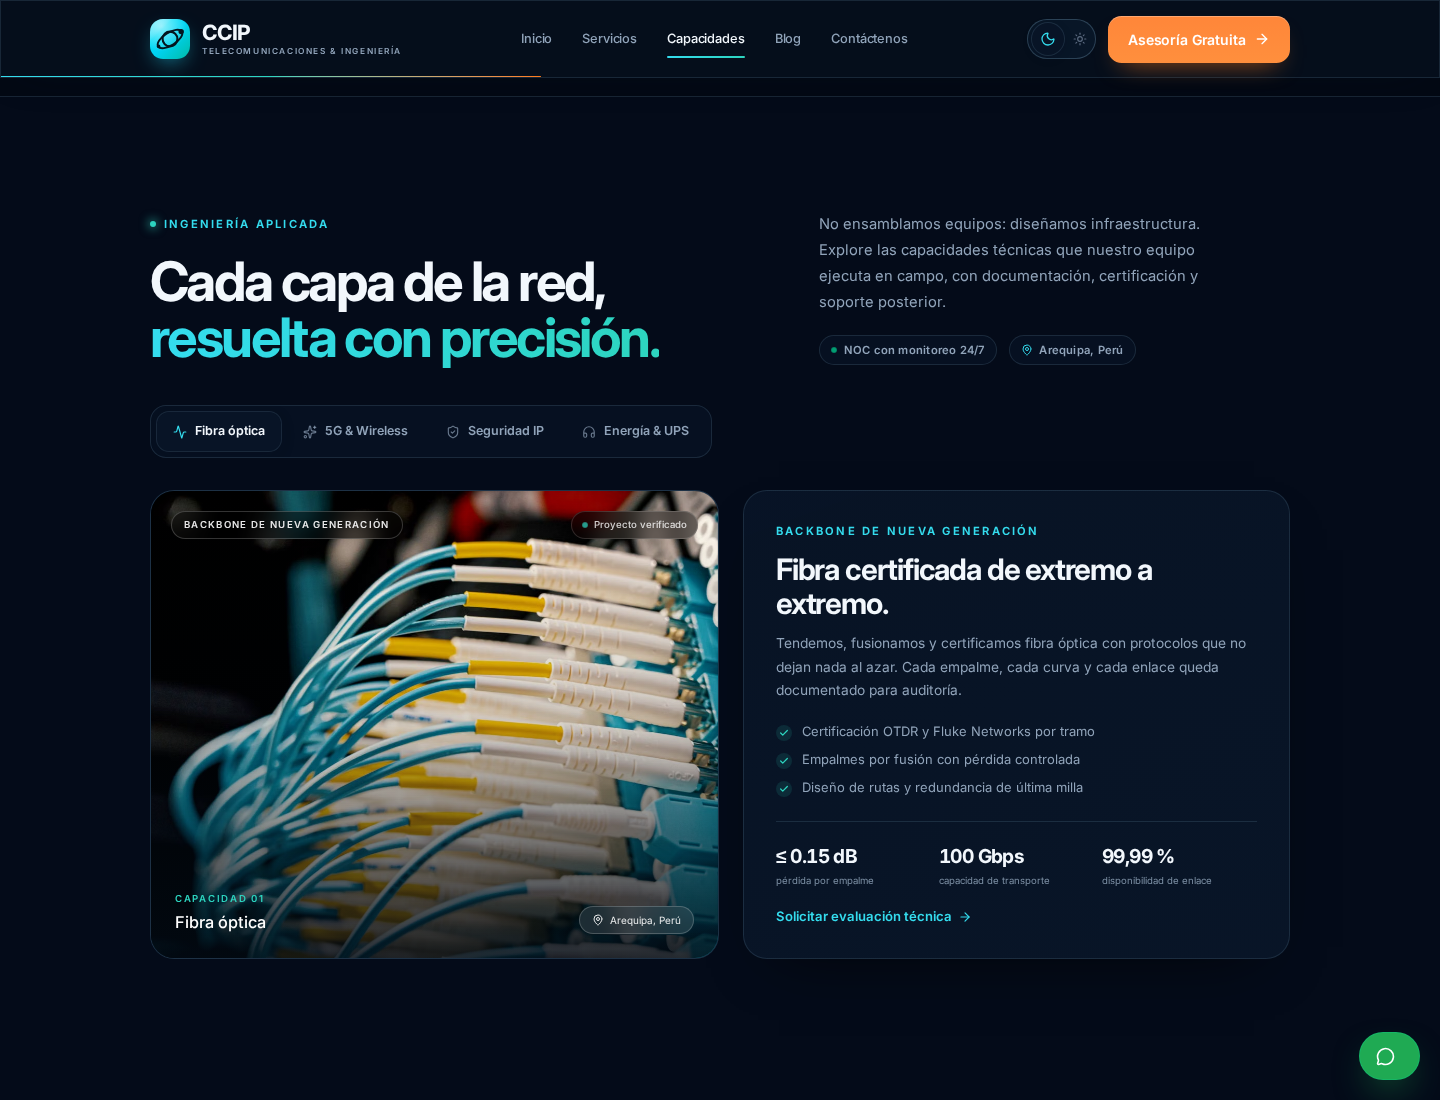 CCIP
TELECOMUNICACIONES & INGENIERÍA
Inicio
Servicios
Capacidades
Blog
Contáctenos
Asesoría Gratuita
INGENIERÍA APLICADA
Cada capa de la red,
resuelta con precisión.
No ensamblamos equipos: diseñamos infraestructura.
Explore las capacidades técnicas que nuestro equipo
ejecuta en campo, con documentación, certificación y
soporte posterior.
NOC con monitoreo 24/7
Arequipa, Perú
Fibra óptica
5G & Wireless
Seguridad IP
Energía & UPS
BACKBONE DE NUEVA GENERACIÓN
Proyecto verificado
CAPACIDAD 01
Fibra óptica
Arequipa, Perú
BACKBONE DE NUEVA GENERACIÓN
Fibra certificada de extremo a
extremo.
Tendemos, fusionamos y certificamos fibra óptica con protocolos que no
dejan nada al azar. Cada empalme, cada curva y cada enlace queda
documentado para auditoría.
Certificación OTDR y Fluke Networks por tramo
Empalmes por fusión con pérdida controlada
Diseño de rutas y redundancia de última milla
≤ 0.15 dB
pérdida por empalme
100 Gbps
capacidad de transporte
99,99 %
disponibilidad de enlace
Solicitar evaluación técnica